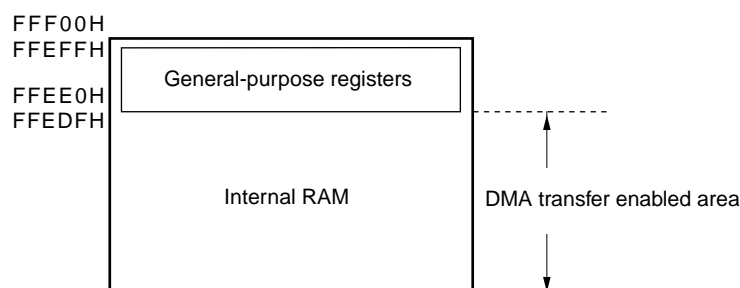 FFF00H
FFEFFH
General-purpose registers
FFEE0H
FFEDFH
Internal RAM
DMA transfer enabled area